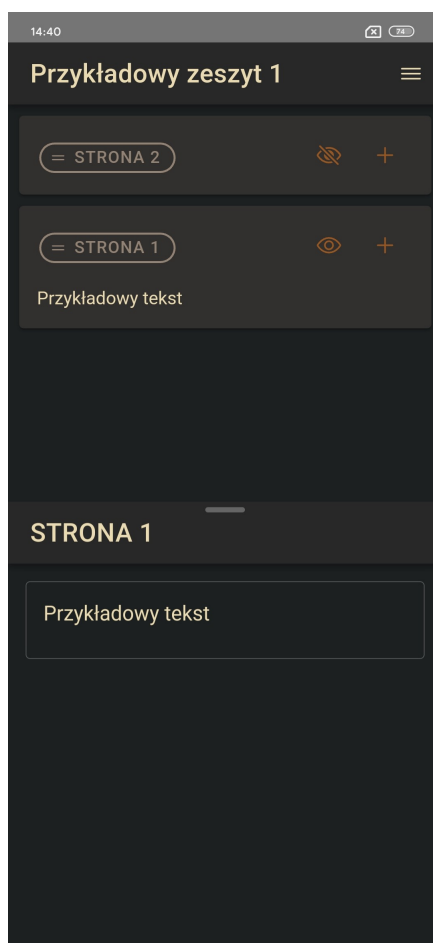 14:40
74
Przykładowy zeszyt 1
STRONA 2
STRONA 1
Przykładowy tekst
STRONA 1
Przykładowy tekst